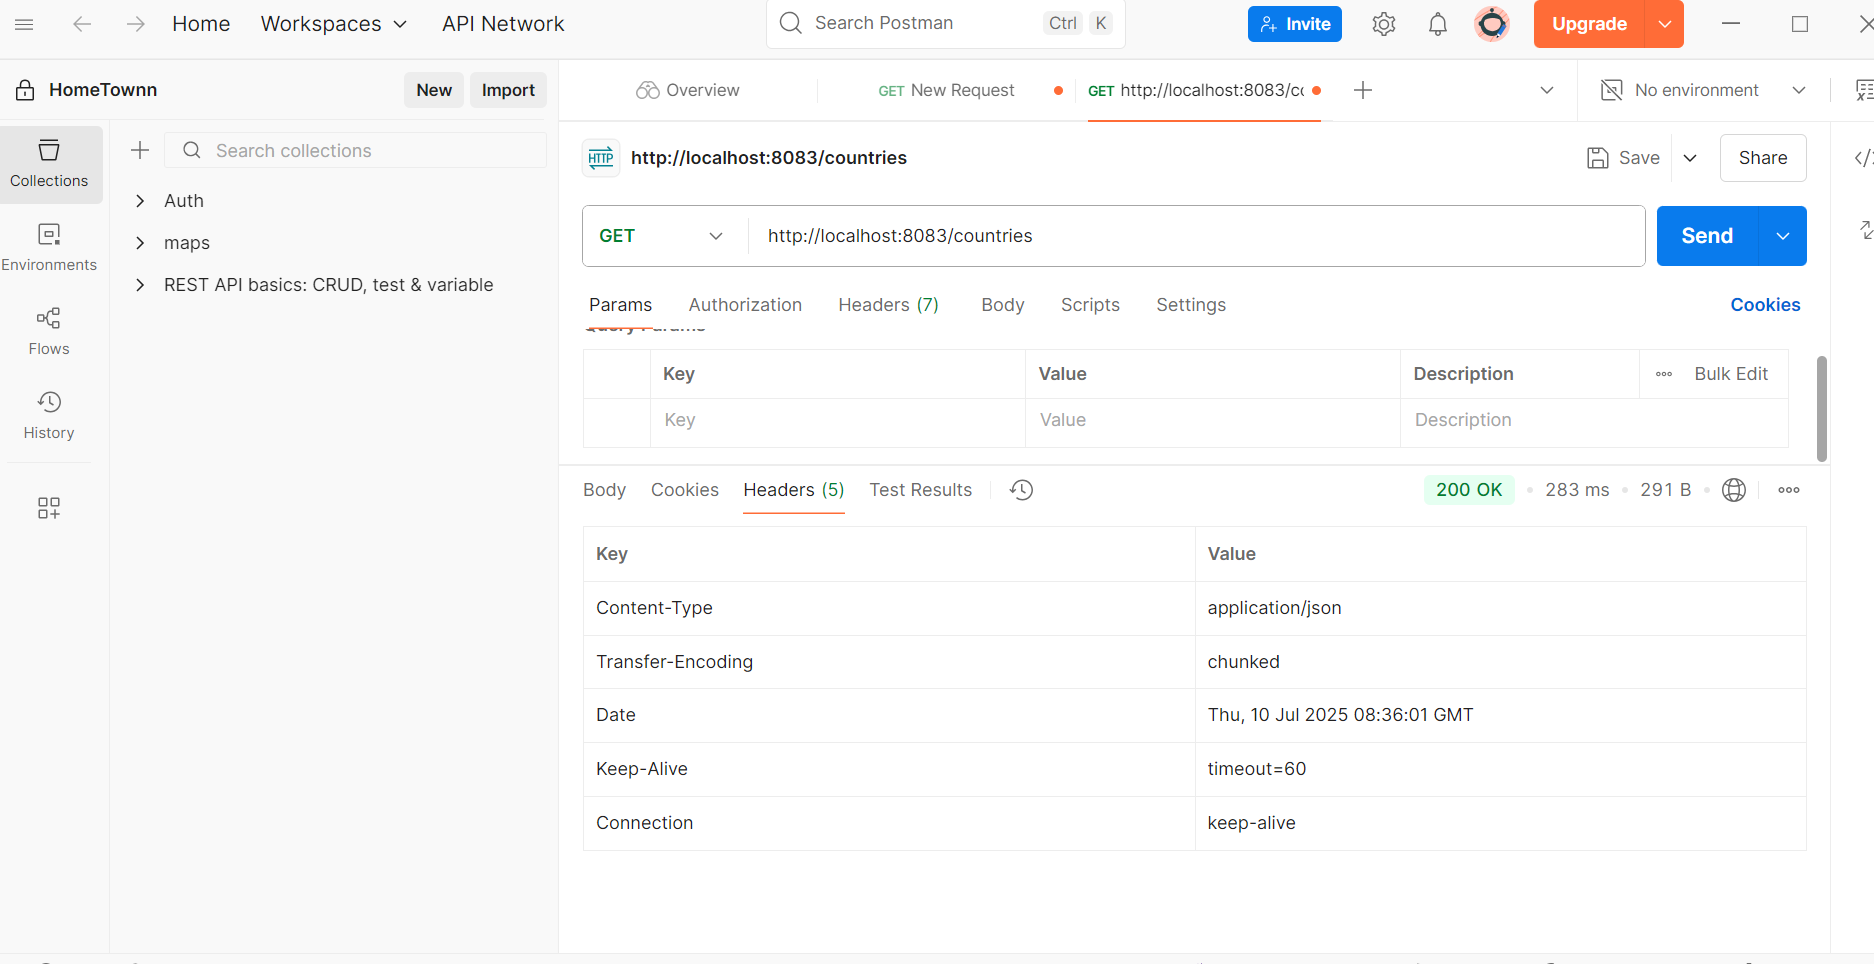 Home Workspaces API Network Search Postman Ctrl K Invite Upgrade
HomeTownn New Import Overview GET New Request GET http://localhost:8083/cc No environment
Collections
Search collections
http://localhost:8083/countries Save Share
Auth
maps
REST API basics: CRUD, test & variable
Environments
Flows
History
HTTP
GET http://localhost:8083/countries Send
Params Authorization Headers (7) Body Scripts Settings Cookies
Query Params
Key Value Description Bulk Edit
Key Value Description
Body Cookies Headers (5) Test Results 200 OK 283 ms 291 B
Key Value
Content-Type application/json
Transfer-Encoding chunked
Date Thu, 10 Jul 2025 08:36:01 GMT
Keep-Alive timeout=60
Connection keep-alive